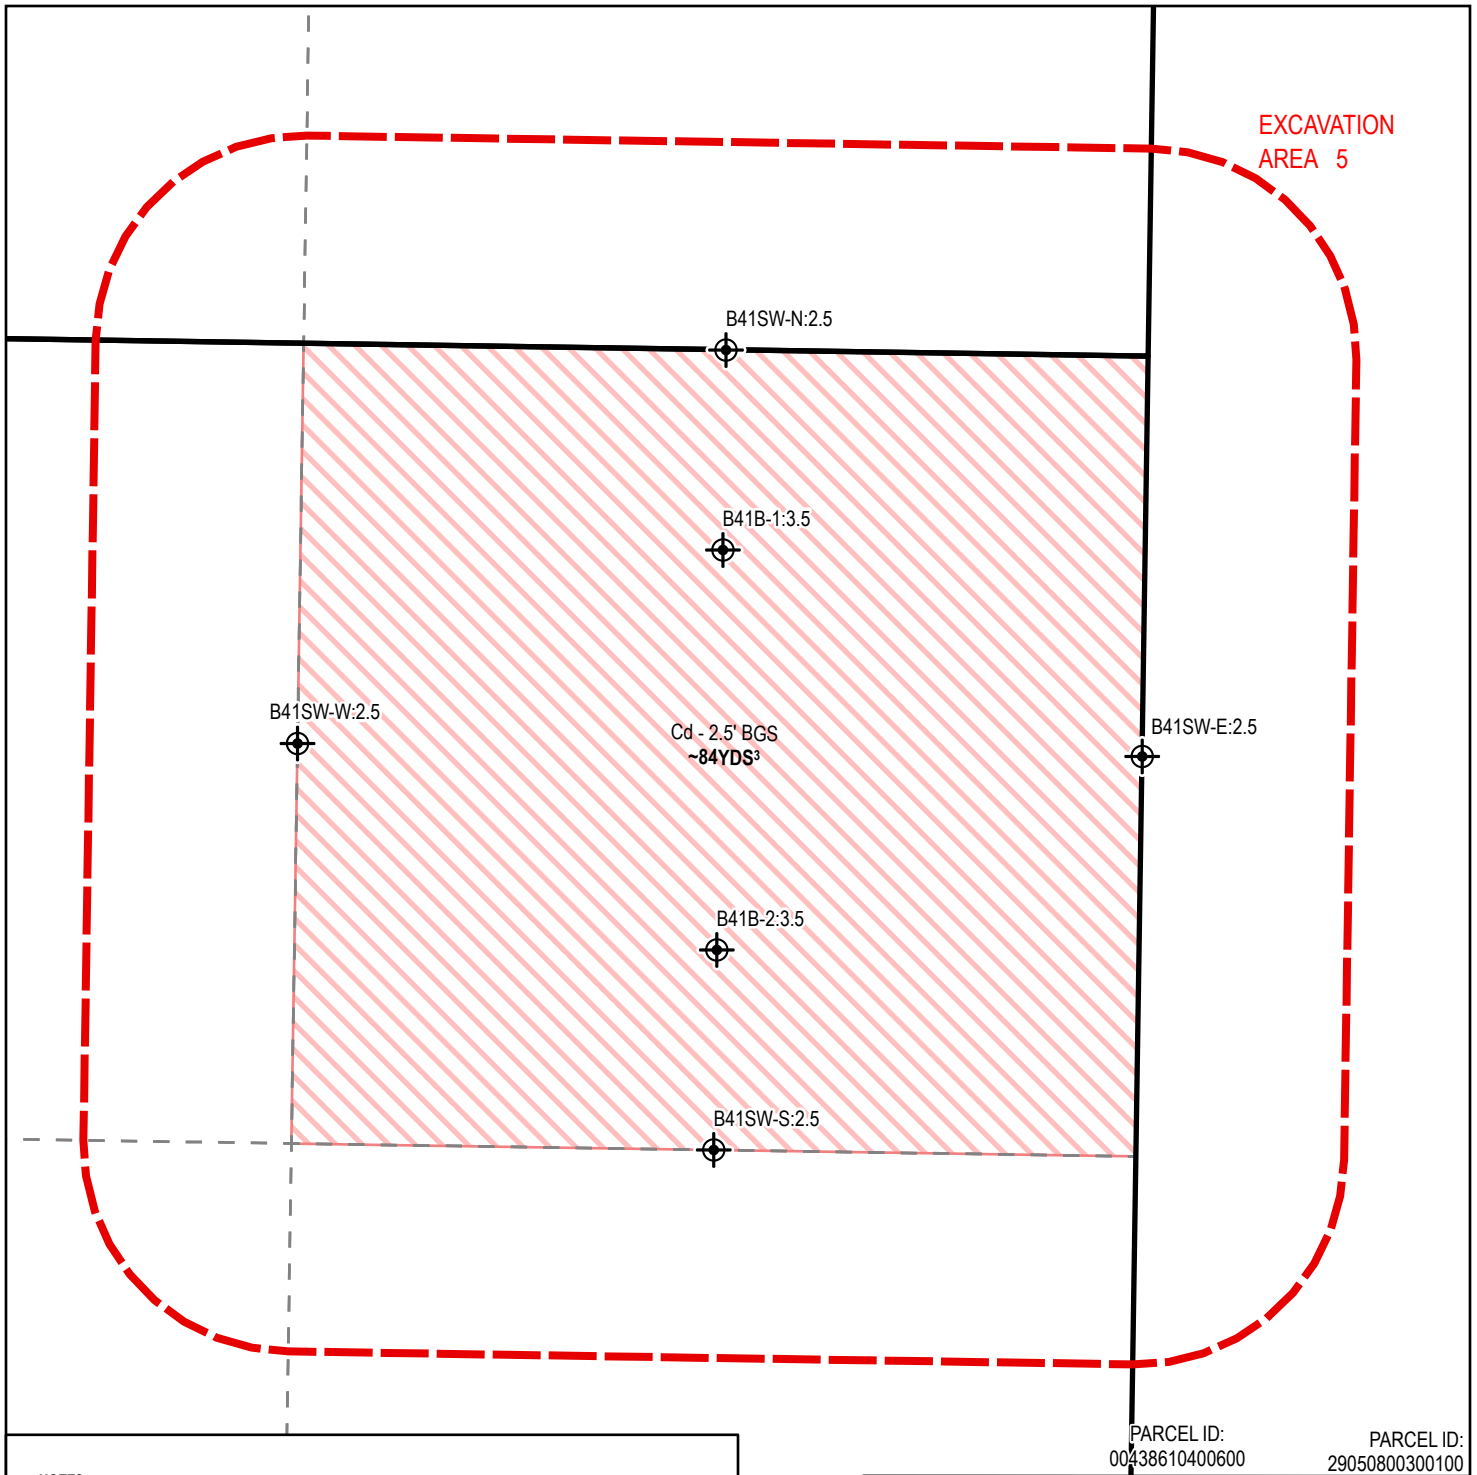 EXCAVATION
AREA 5
B41SW-N:2.5
B41B-1:3.5
B41SW-W:2.5
Cd - 2.5' BGS
~84YDS³
B41SW-E:2.5
B41B-2:3.5
B41SW-S:2.5
PARCEL ID:
00438610400600
PARCEL ID:
29050800300100